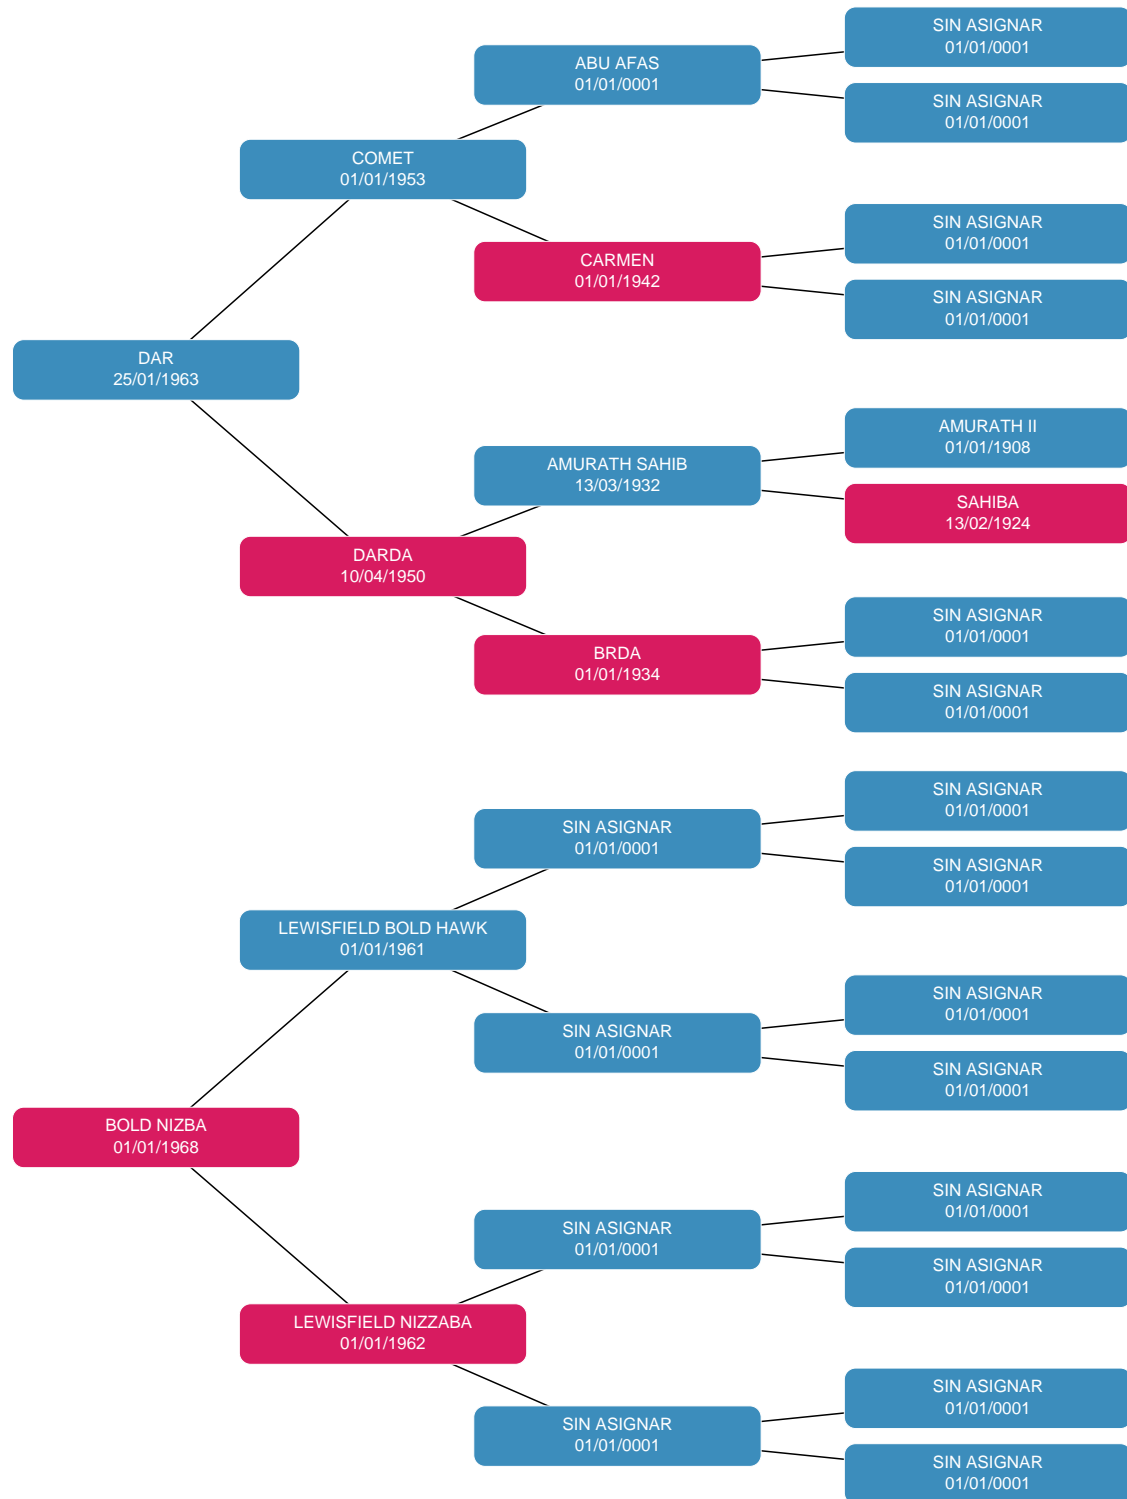 SIN ASIGNAR
01/01/0001
ABU AFAS
01/01/0001
SIN ASIGNAR
01/01/0001
COMET
01/01/1953
SIN ASIGNAR
01/01/0001
CARMEN
01/01/1942
SIN ASIGNAR
01/01/0001
DAR
25/01/1963
AMURATH II
01/01/1908
AMURATH SAHIB
13/03/1932
SAHIBA
13/02/1924
DARDA
10/04/1950
SIN ASIGNAR
01/01/0001
BRDA
01/01/1934
SIN ASIGNAR
01/01/0001
SIN ASIGNAR
01/01/0001
SIN ASIGNAR
01/01/0001
SIN ASIGNAR
01/01/0001
LEWISFIELD BOLD HAWK
01/01/1961
SIN ASIGNAR
01/01/0001
SIN ASIGNAR
01/01/0001
SIN ASIGNAR
01/01/0001
BOLD NIZBA
01/01/1968
SIN ASIGNAR
01/01/0001
SIN ASIGNAR
01/01/0001
SIN ASIGNAR
01/01/0001
LEWISFIELD NIZZABA
01/01/1962
SIN ASIGNAR
01/01/0001
SIN ASIGNAR
01/01/0001
SIN ASIGNAR
01/01/0001